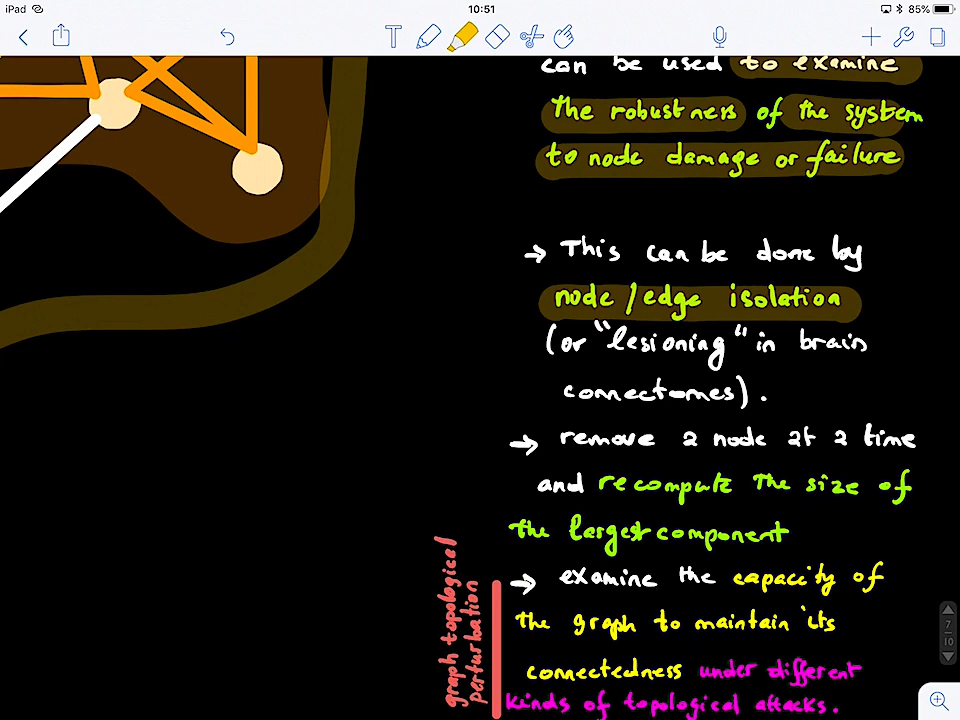 iPad
10:51
85%
can be used to examine
the robustness of the system
to node damage or failure
→ This can be done by
node/edge isolation
(or "lesioning" in brain
connectomes).
→ remove a node at a time
and recompute the size of
the largest component
→ examine the capacity of
the graph to maintain its
connectedness under different
kinds of topological attacks.
graph topological
perturbation
7
10